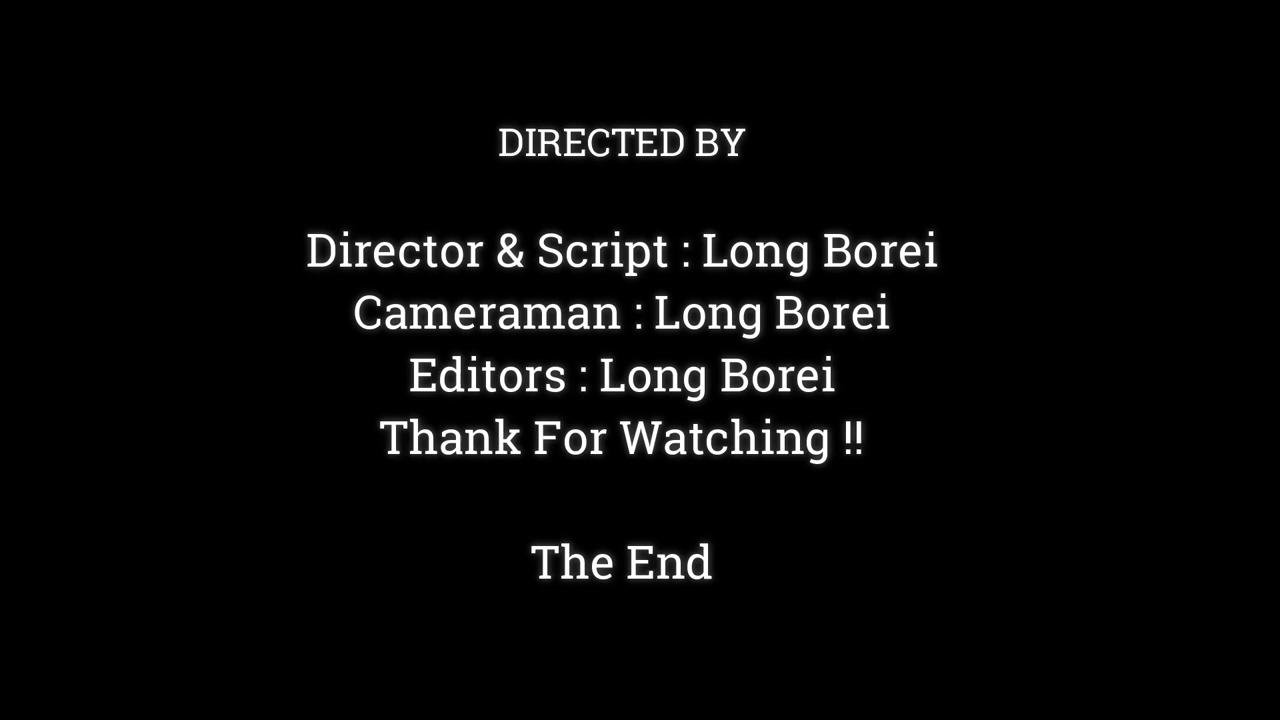 DIRECTED BY
Director & Script : Long Borei
Cameraman : Long Borei
Editors : Long Borei
Thank For Watching !!
The End